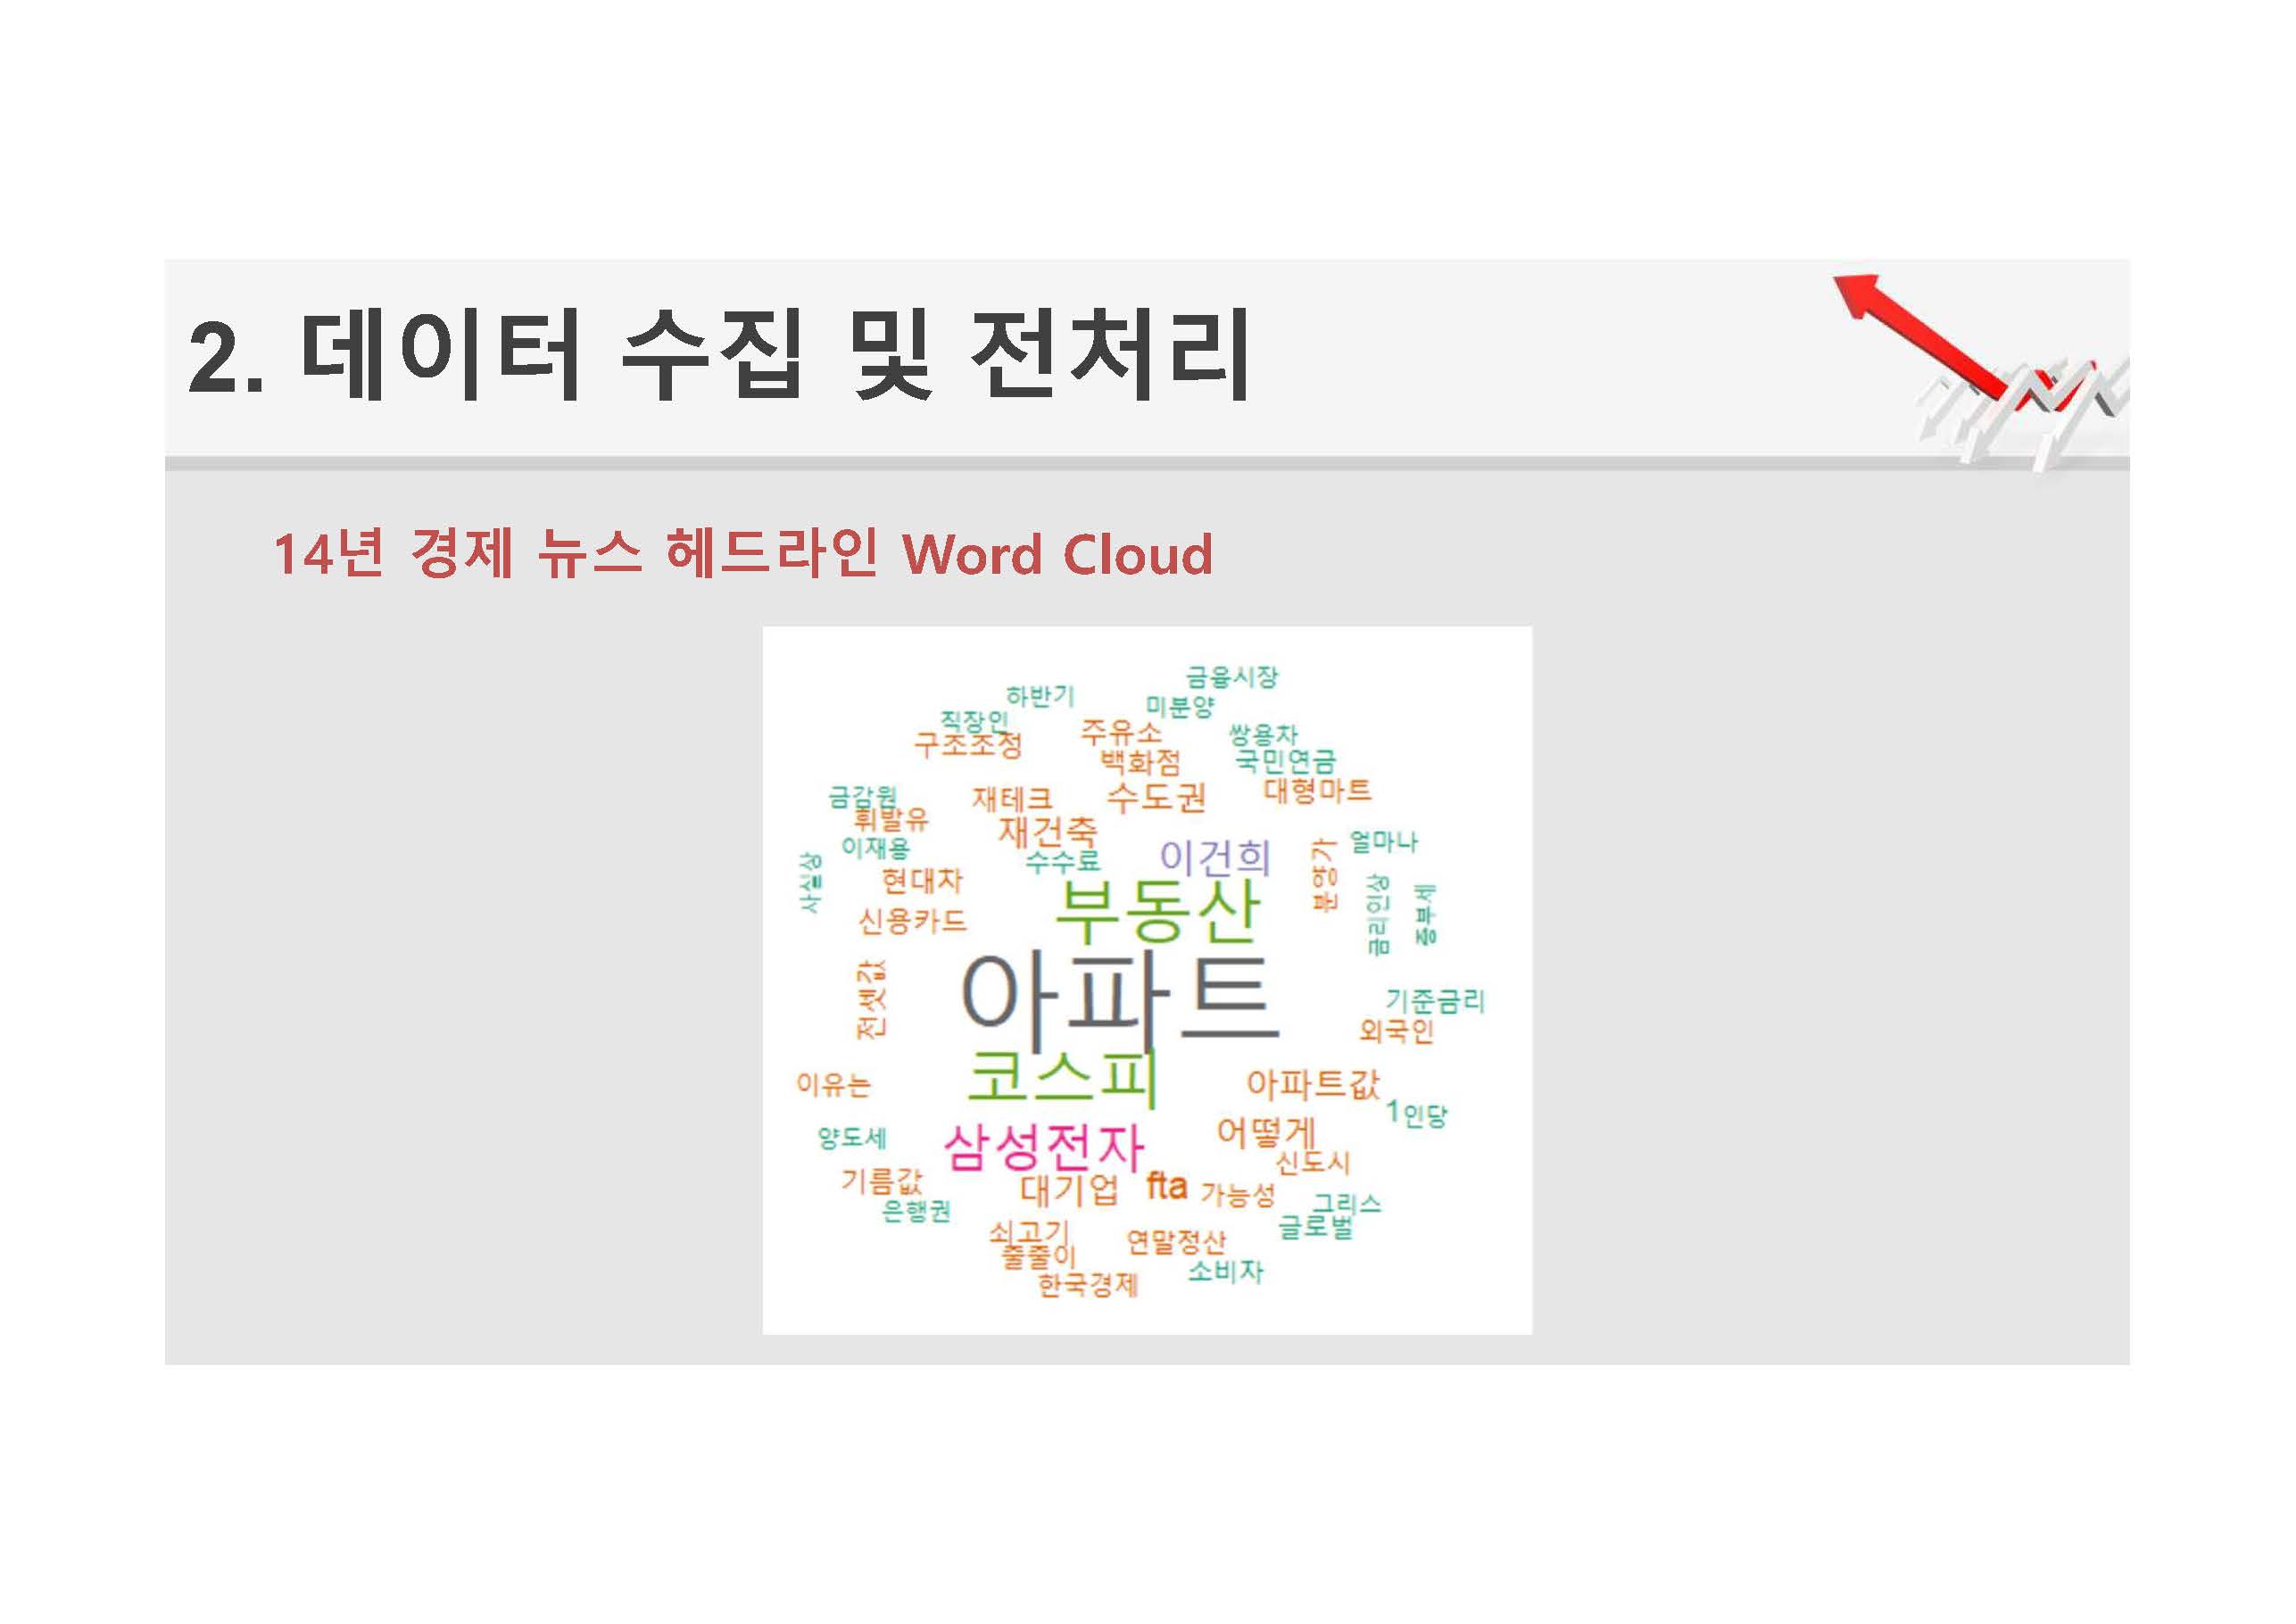 2. 데이터 수집 및 전처리
14년 경제 뉴스 헤드라인 Word Cloud
금융시장
하반기
미분양
직장인
주유소
쌍용차
구조조정
백화점
국민연금
금감원
재테크
수도권
대형마트
휘발유
재건축
얼마나
이재용
수수료
이건희
분양가
사실상
현대차
금리인상
종부세
신용카드
부동산
전셋값
아파트
기준금리
외국인
이유는
코스피
아파트값
1인당
양도세
삼성전자
어떻게
신도시
기름값
대기업
fta
가능성
은행권
그리스
쇠고기
글로벌
줄줄이
연말정산
한국경제
소비자